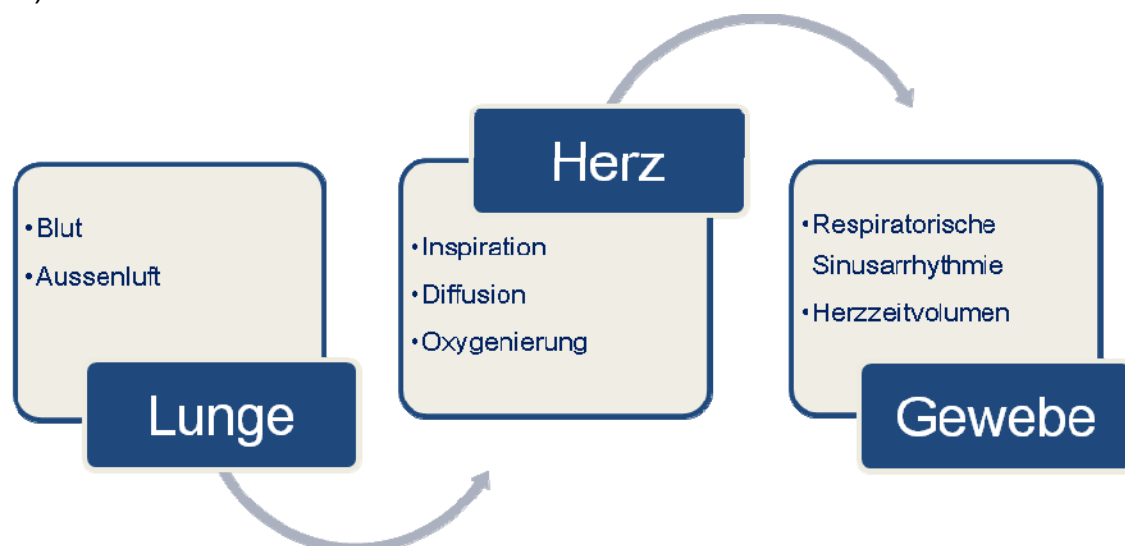 • Blut
• Aussenluft
Lunge
Herz
• Inspiration
• Diffusion
• Oxygenierung
• Respiratorische
Sinusarrhythmie
• Herzzeitvolumen
Gewebe